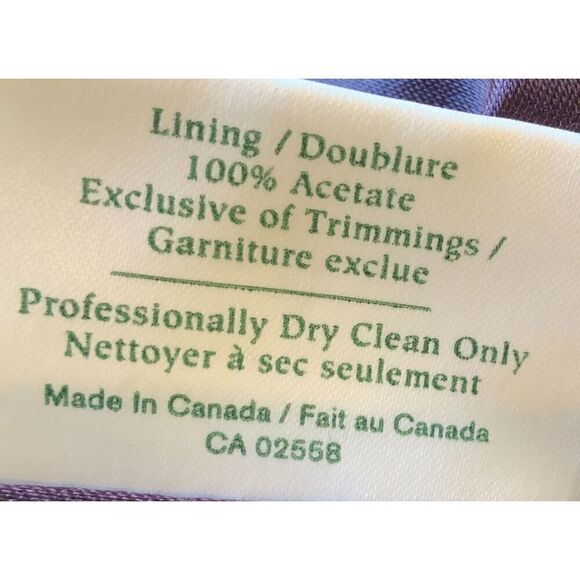 Lining / Doublure
100% Acetate
Exclusive of Trimmings /
Garniture exclue
Professionally Dry Clean Only
Nettoyer à sec seulement
Made in Canada / Fait au Canada
CA 02558